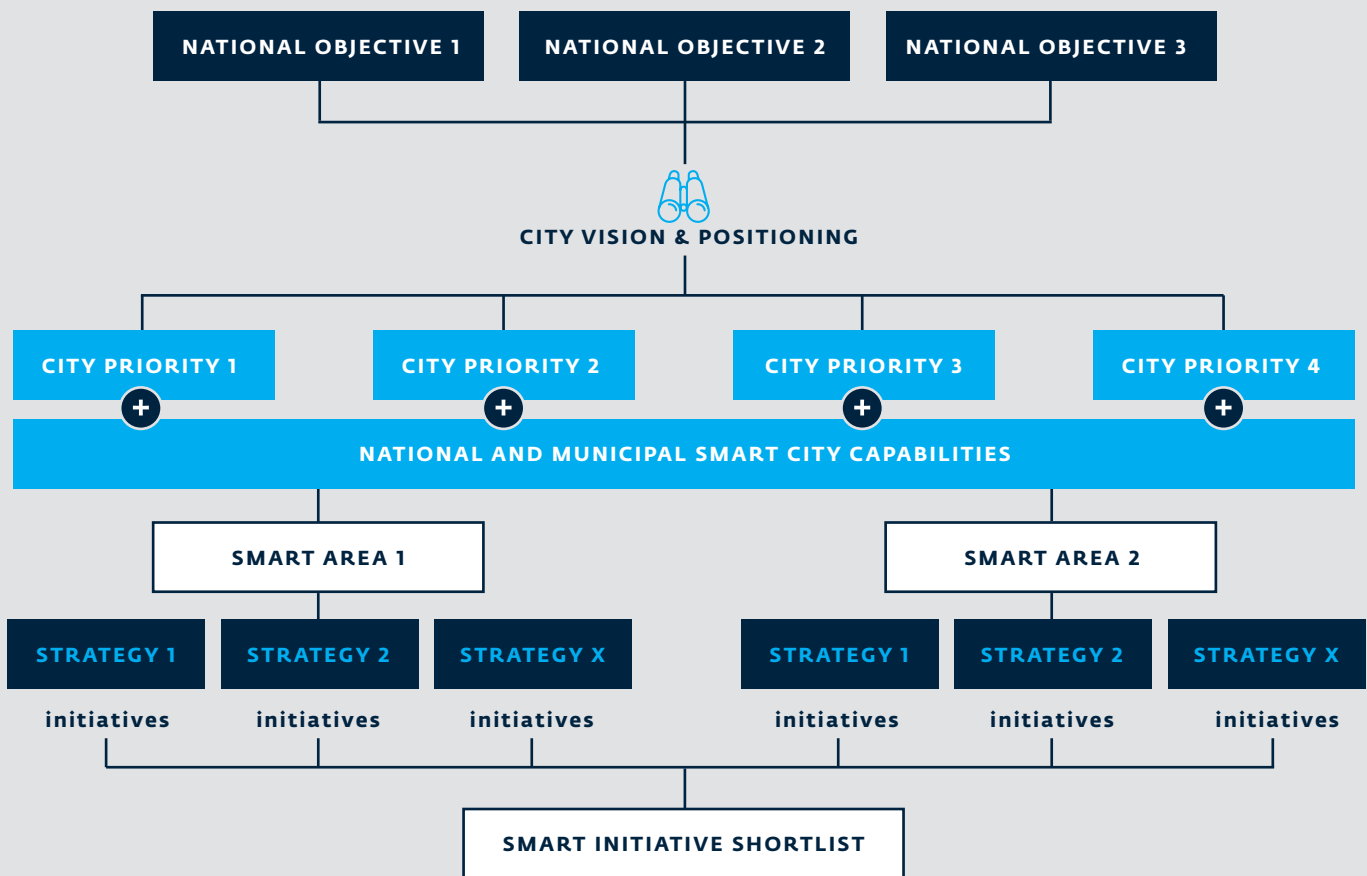 NATIONAL OBJECTIVE 1
NATIONAL OBJECTIVE 2
NATIONAL OBJECTIVE 3
CITY VISION & POSITIONING
CITY PRIORITY 1
CITY PRIORITY 2
CITY PRIORITY 3
CITY PRIORITY 4
+
+
+
+
NATIONAL AND MUNICIPAL SMART CITY CAPABILITIES
SMART AREA 1
SMART AREA 2
STRATEGY 1
STRATEGY 2
STRATEGY X
STRATEGY 1
STRATEGY 2
STRATEGY X
initiatives
initiatives
initiatives
initiatives
initiatives
initiatives
SMART INITIATIVE SHORTLIST